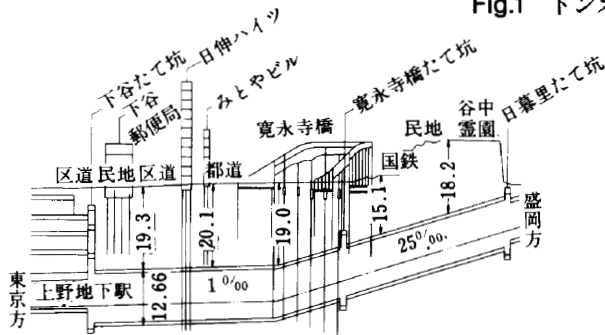 Fig.1 トンネ
下谷たて坑
下谷
郵便局
日伸ハイツ
みとやビル
寛永寺橋
寛永寺橋たて坑
民地
谷中
霊園
日暮里たて坑
区道 民地 区道 都道
国鉄
19.3
20.1
19.0
15.1
18.2
盛岡方
25‰
東京方
上野地下駅
12.66
1‰